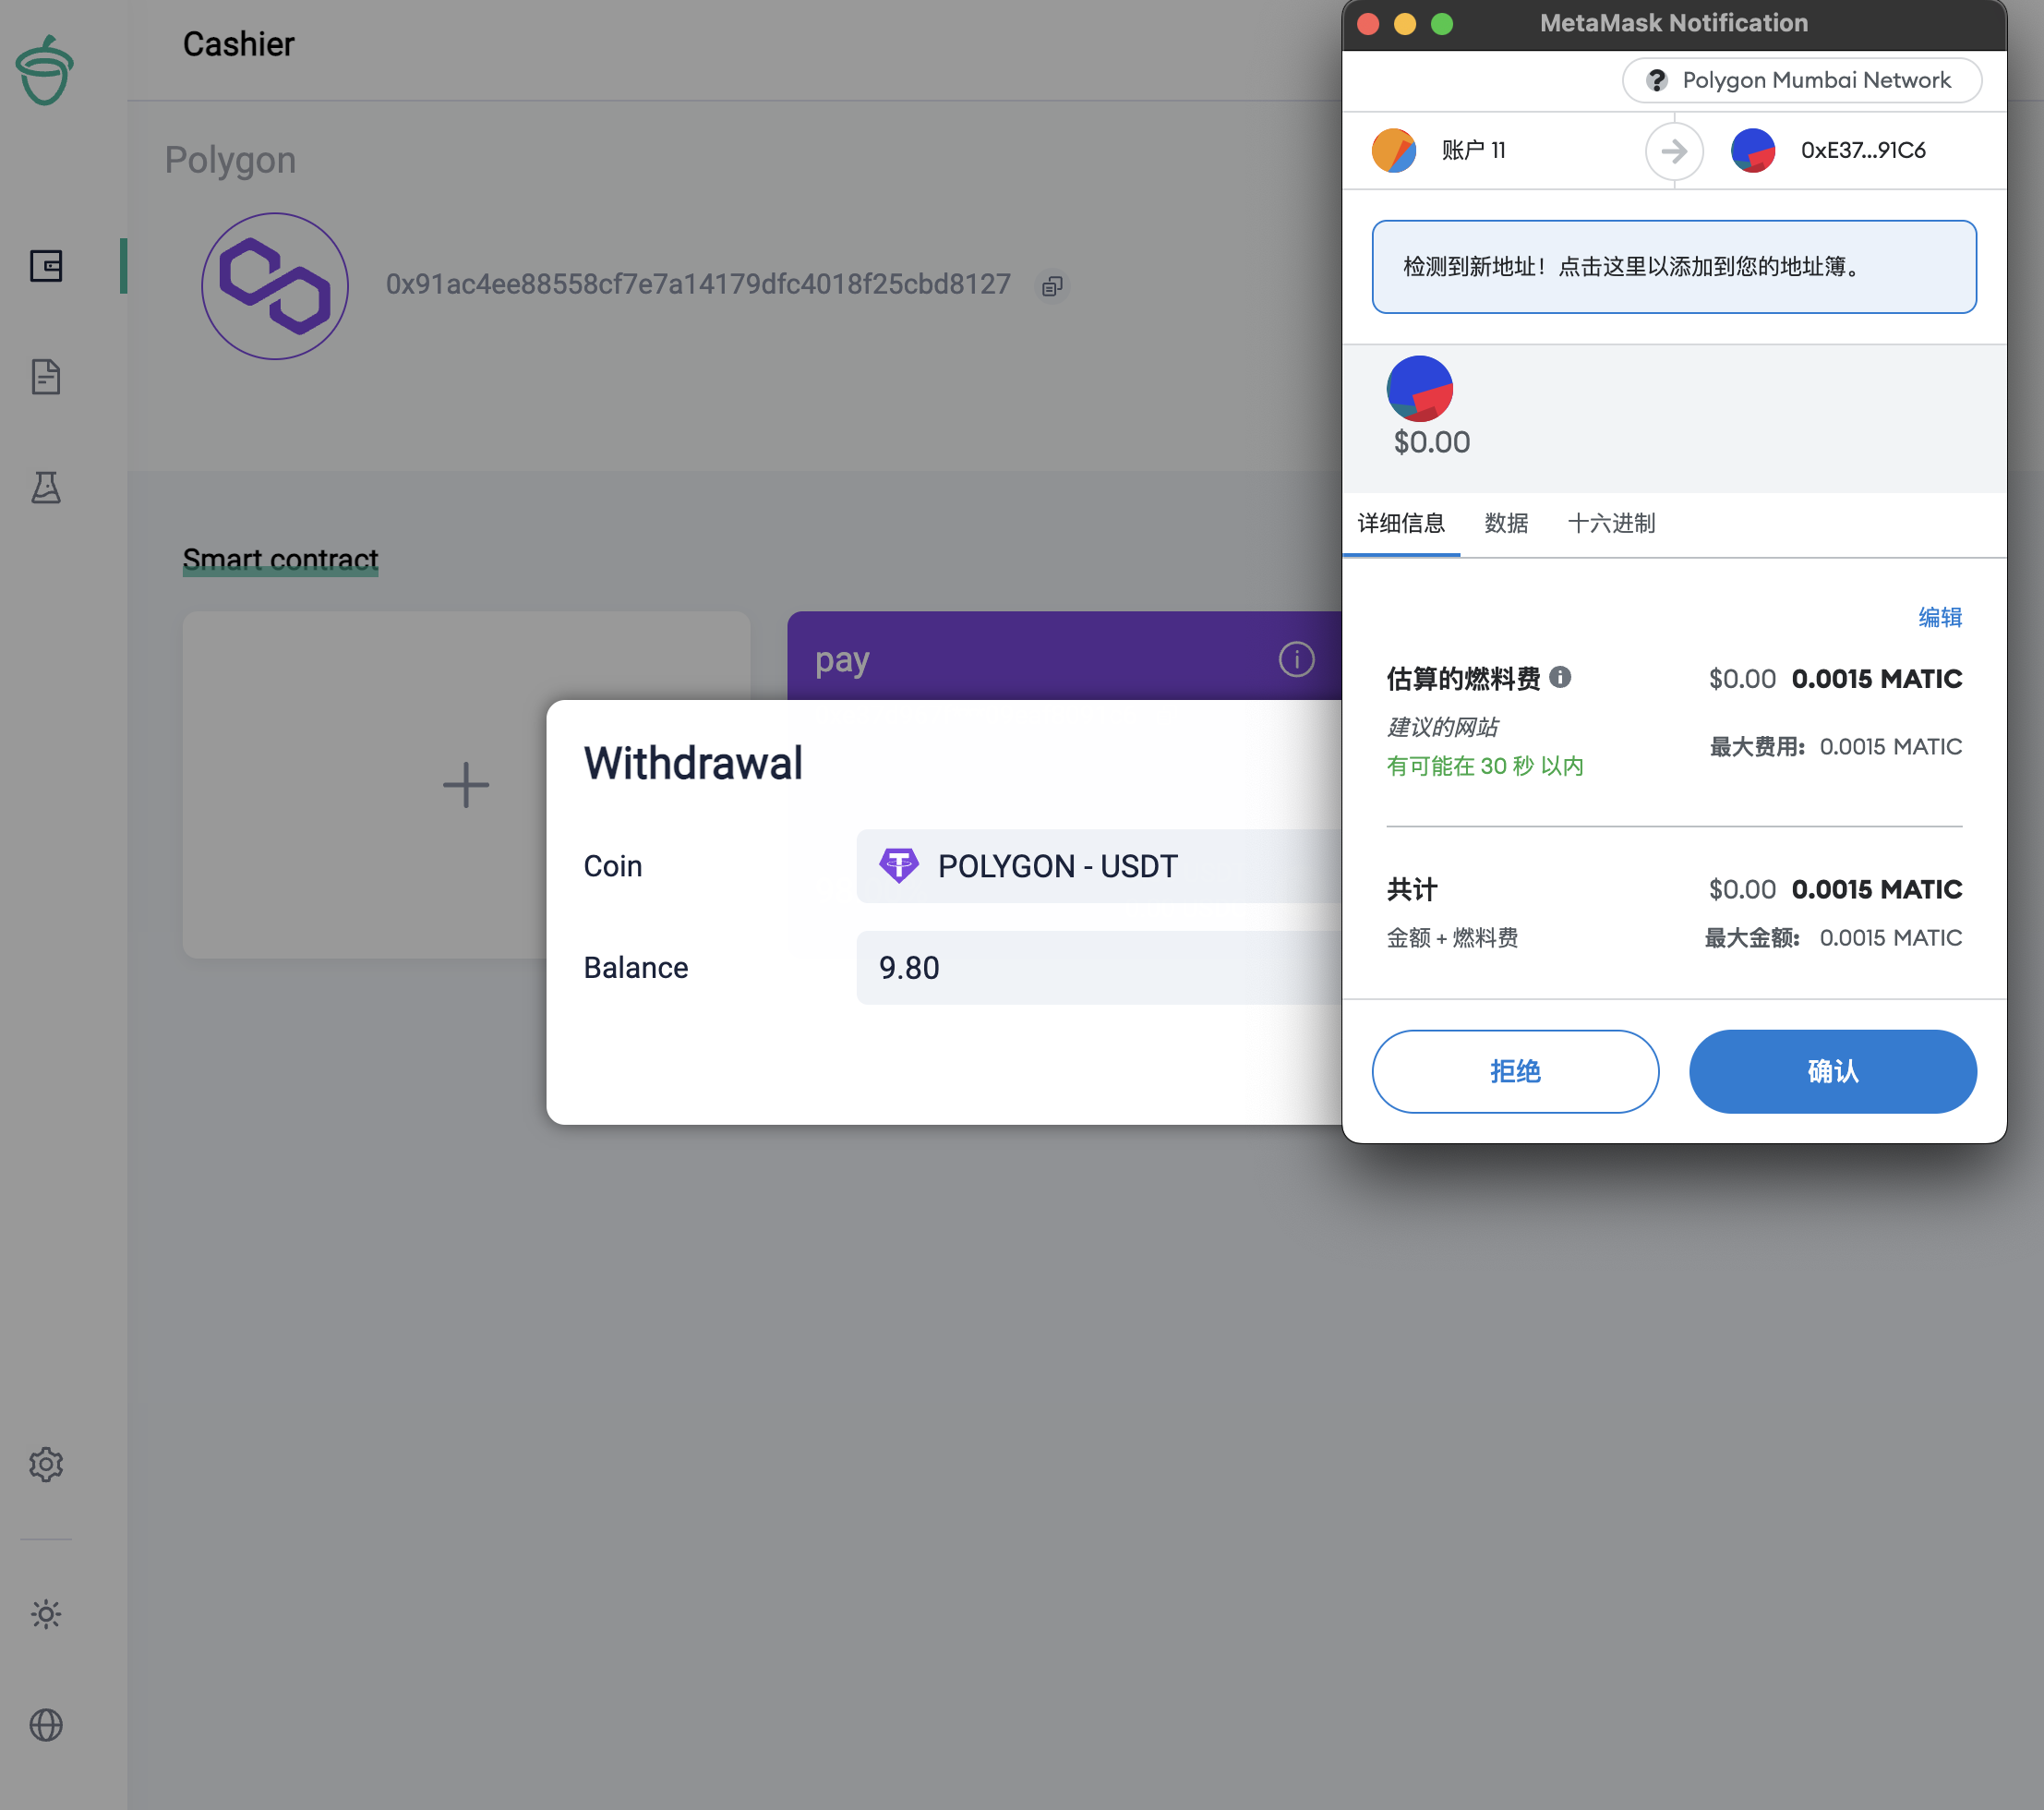 Cashier
Polygon
0x91ac4ee88558cf7e7a14179dfc4018f25cbd8127
Smart contract
pay
Withdrawal
Coin
POLYGON - USDT
Balance
9.80
MetaMask Notification
Polygon Mumbai Network
账户 11
0xE37...91C6
检测到新地址！点击这里以添加到您的地址簿。
$0.00
详细信息 数据 十六进制
编辑
估算的燃料费 $0.00 0.0015 MATIC
建议的网站
最大费用: 0.0015 MATIC
有可能在 30 秒 以内
共计 $0.00 0.0015 MATIC
金额 + 燃料费 最大金额: 0.0015 MATIC
拒绝 确认